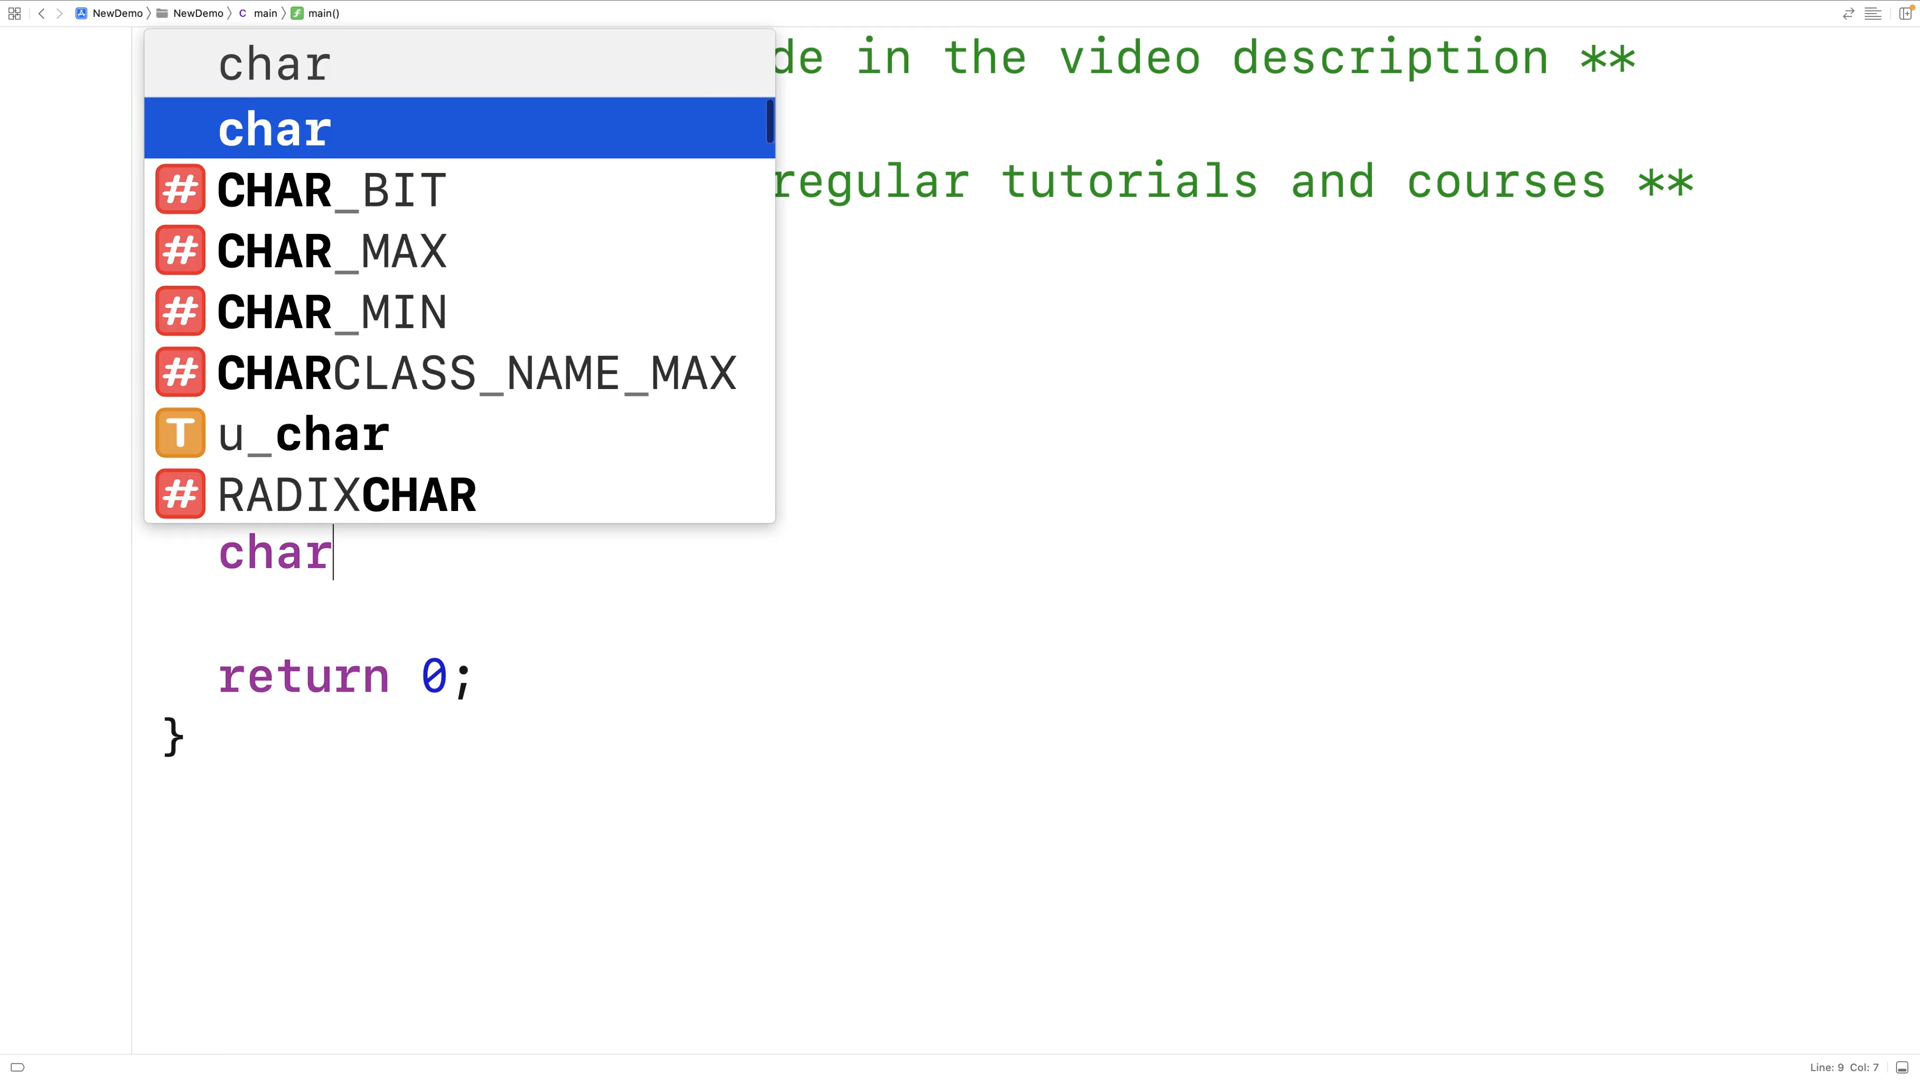 NewDemo NewDemo C main f main()
char
de in the video description **
char
CHAR_BIT
regular tutorials and courses **
CHAR_MAX
CHAR_MIN
CHARCLASS_NAME_MAX
T u_char
RADIXCHAR
char
return 0;
}
Line: 9 Col: 7